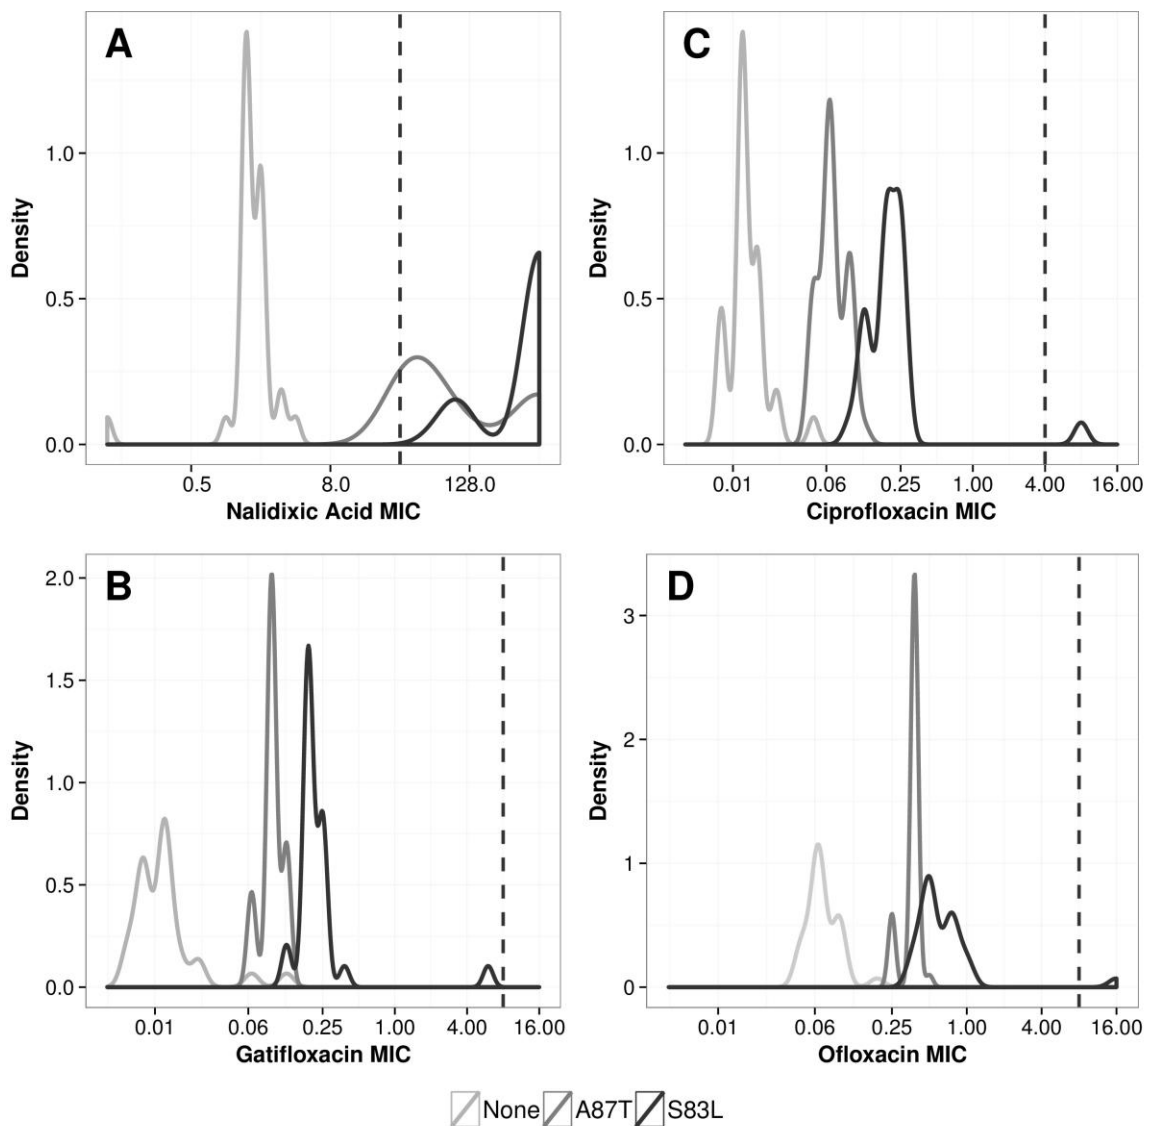 A
Density
1.0
0.5
0.0
0.5 8.0 128.0
Nalidixic Acid MIC
C
Density
1.0
0.5
0.0
0.01 0.06 0.25 1.00 4.00 16.00
Ciprofloxacin MIC
B
Density
2.0
1.5
1.0
0.5
0.0
0.01 0.06 0.25 1.00 4.00 16.00
Gatifloxacin MIC
D
Density
3
2
1
0
0.01 0.06 0.25 1.00 4.00 16.00
Ofloxacin MIC
None A87T S83L